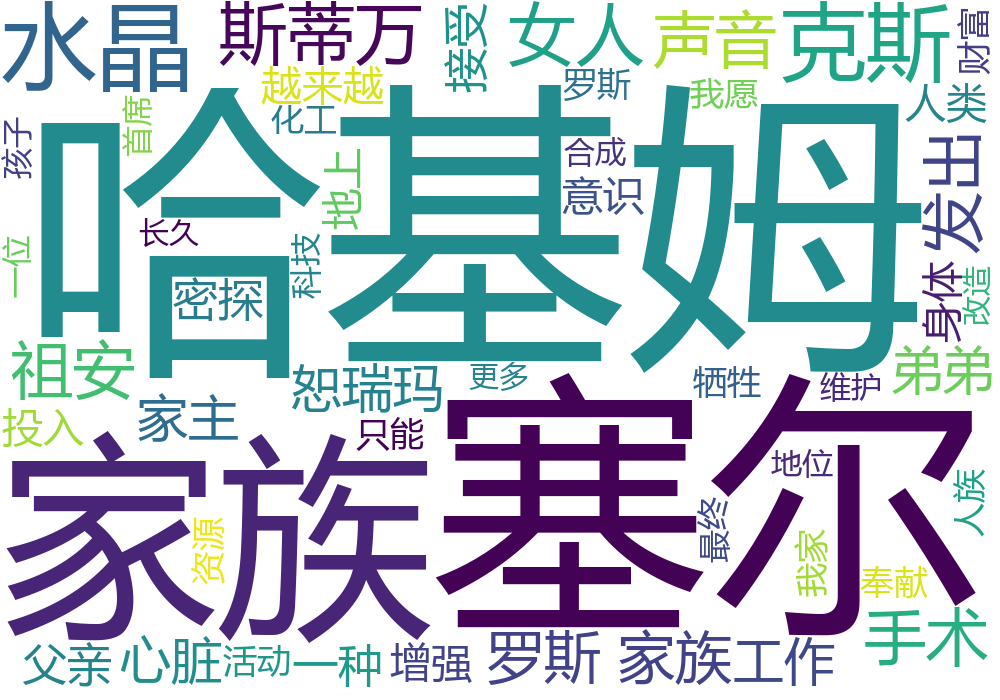 水晶
斯蒂万
接受
女人
声音
克斯
财富
越来越
罗斯
我愿
人类
首席
化工
孩子
哈基姆
合成
地上
意识
发出
长久
一位
科技
密探
身体
改造
祖安
恕瑞玛
更多
牺牲
维护
弟弟
投入
家主
只能
家族
塞尔
地位
最终
人族
资源
我家
奉献
手术
父亲
心脏
活动
一种
增强
罗斯
家族
工作